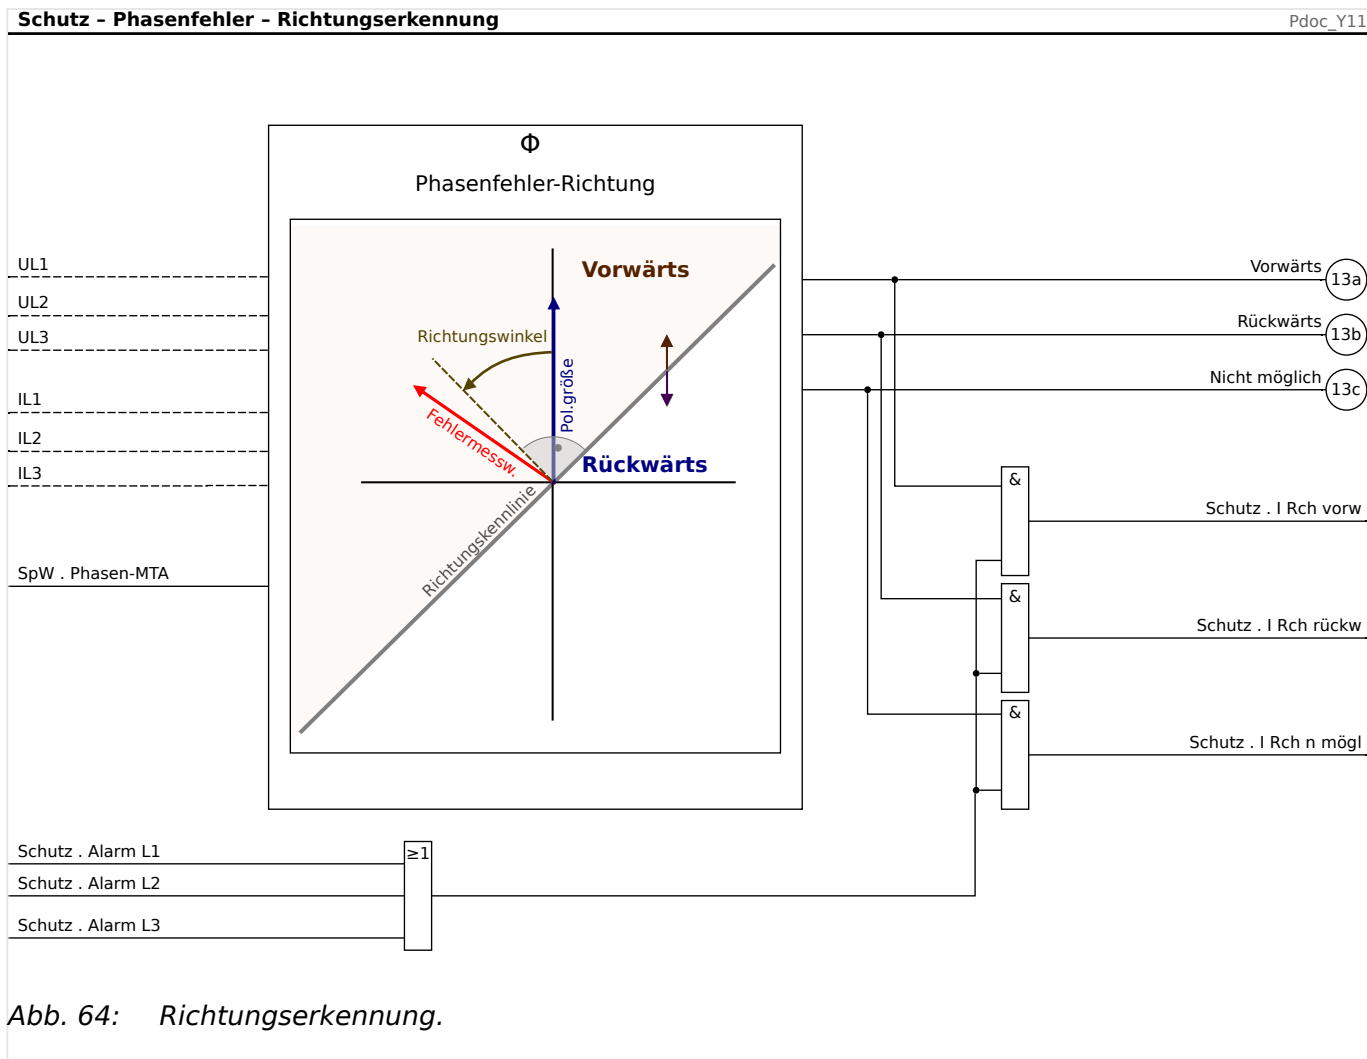 Schutz – Phasenfehler – Richtungserkennung
Pdoc_Y11
Φ
Phasenfehler-Richtung
UL1
UL2
UL3
IL1
IL2
IL3
SpW . Phasen-MTA
Vorwärts
Richtungswinkel
Pol.größe
Fehlermessw.
Rückwärts
Richtungskennlinie
Vorwärts
13a
Rückwärts
13b
Nicht möglich
13c
&
Schutz . I Rch vorw
&
Schutz . I Rch rückw
&
Schutz . I Rch n mögl
Schutz . Alarm L1
≥1
Schutz . Alarm L2
Schutz . Alarm L3
Abb. 64: Richtungserkennung.